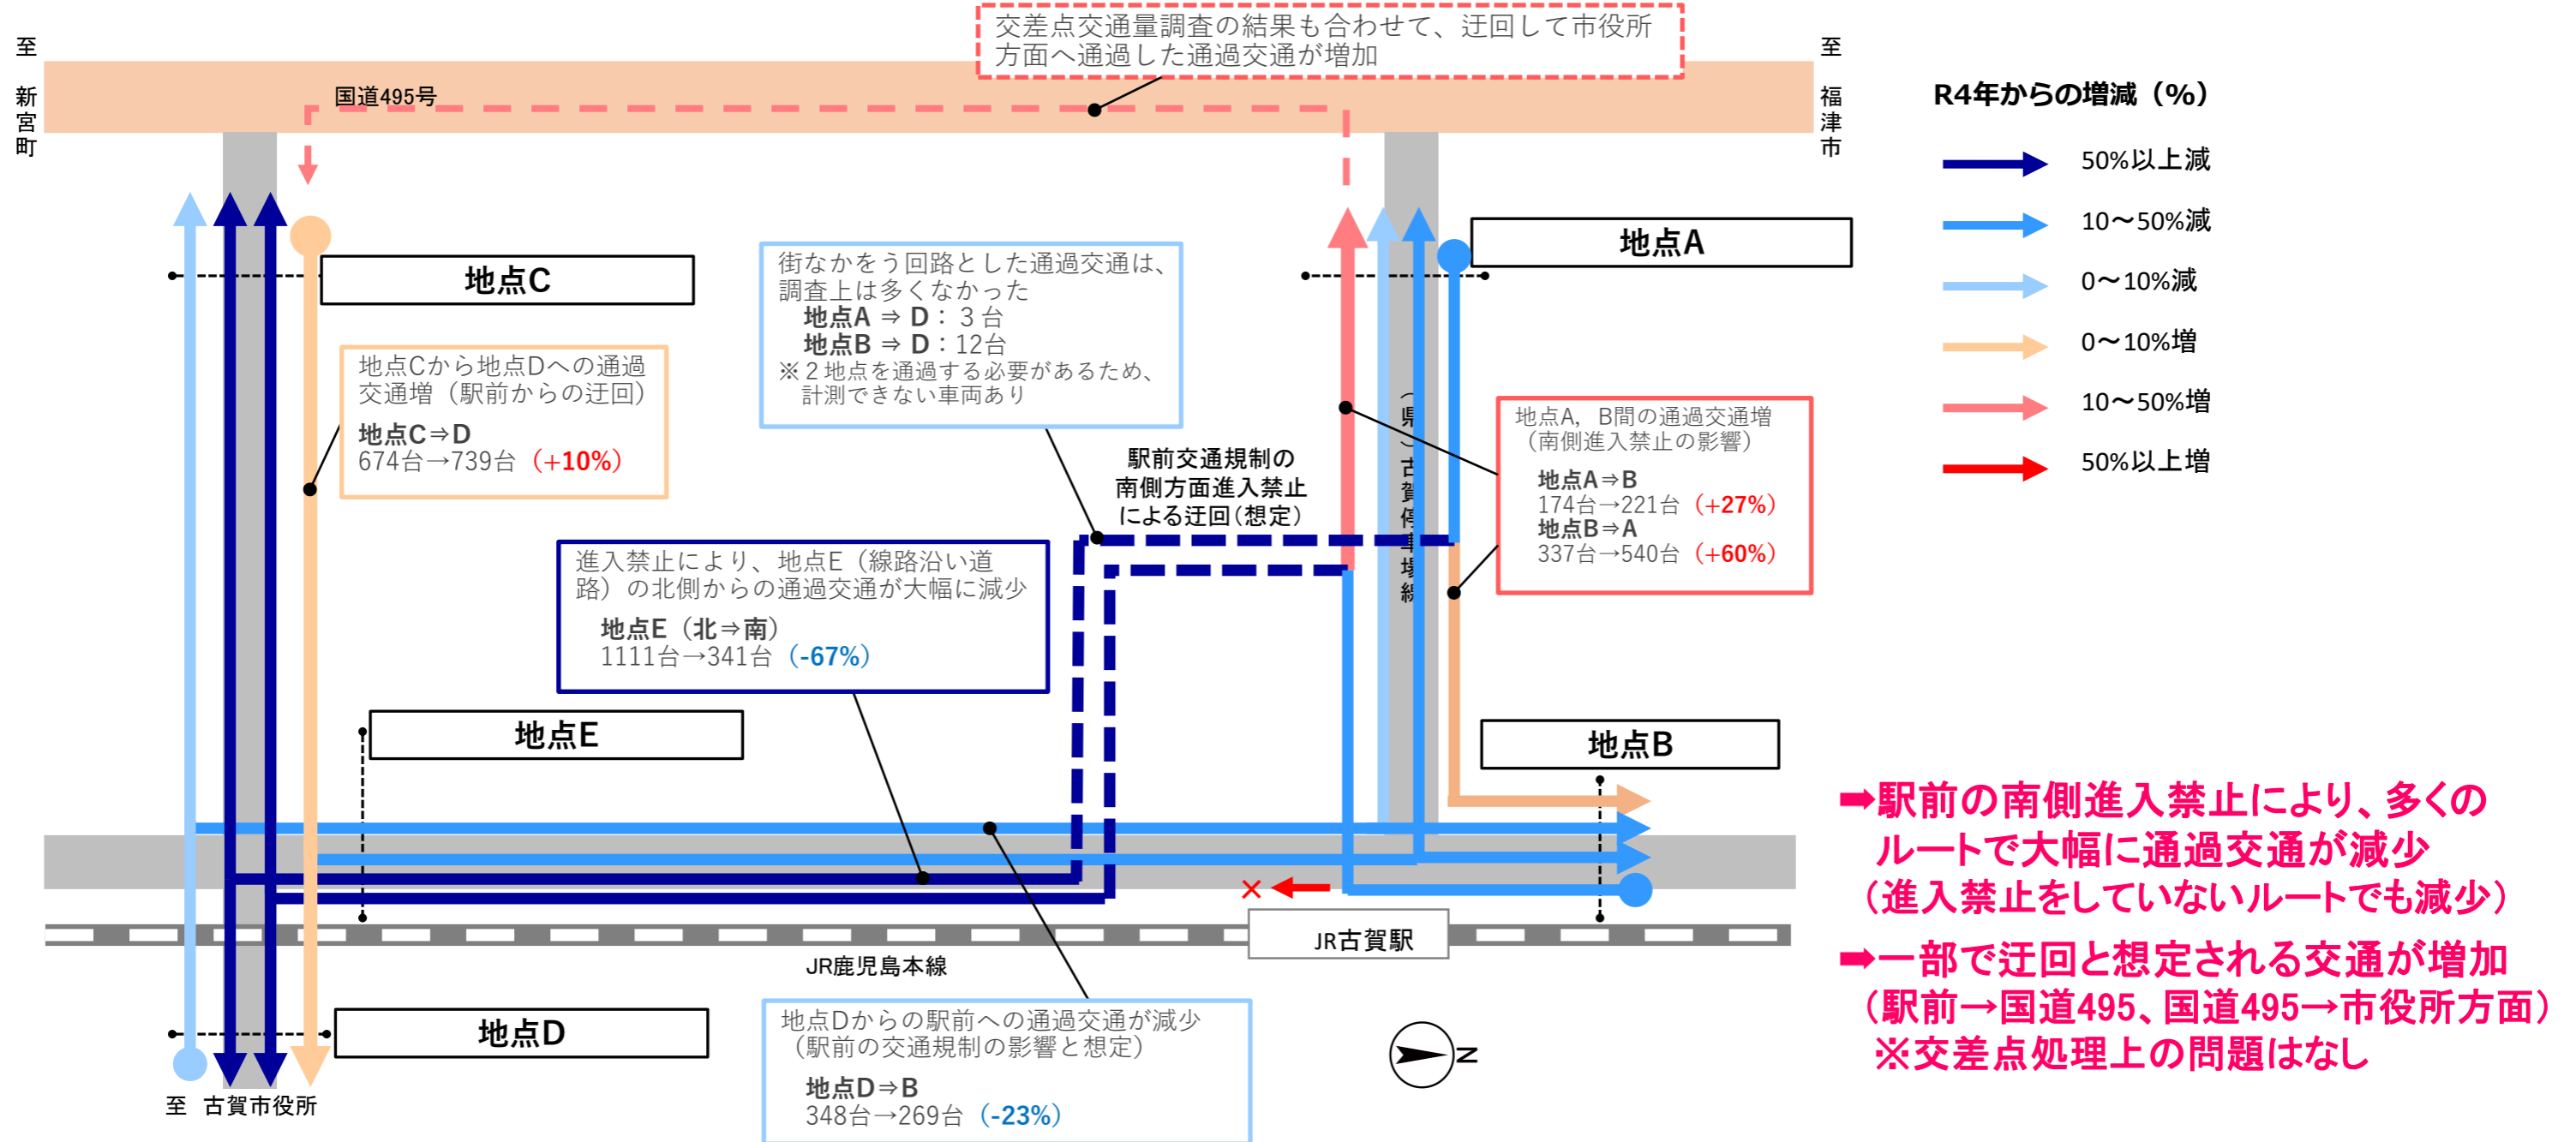 交差点交通量調査の結果も合わせて、迂回して市役所
方面へ通過した通過交通が増加
至 新宮町
国道495号
至 福津市
R4年からの増減（%）
50%以上減
10～50%減
0～10%減
0～10%増
10～50%増
50%以上増
地点A
地点C
街なかをう回路とした通過交通は、
調査上は多くなかった
地点A ⇒ D：３台
地点B ⇒ D：12台
※２地点を通過する必要があるため、
計測できない車両あり
地点Cから地点Dへの通過
交通増（駅前からの迂回）
地点C⇒D
674台→739台（+10%）
駅前交通規制の
南側方面進入禁止
による迂回（想定）
（県）古賀停車場線
地点A，B間の通過交通増
（南側進入禁止の影響）
地点A⇒B
174台→221台（+27%）
地点B⇒A
337台→540台（+60%）
進入禁止により、地点E（線路沿い道
路）の北側からの通過交通が大幅に減少
地点E（北⇒南）
1111台→341台（-67%）
地点E
地点B
➡駅前の南側進入禁止により、多くの
ルートで大幅に通過交通が減少
（進入禁止をしていないルートでも減少）
➡一部で迂回と想定される交通が増加
（駅前→国道495、国道495→市役所方面）
※交差点処理上の問題はなし
×
JR古賀駅
JR鹿児島本線
地点D
地点Dからの駅前への通過交通が減少
（駅前の交通規制の影響と想定）
地点D⇒B
348台→269台（-23%）
N
至 古賀市役所